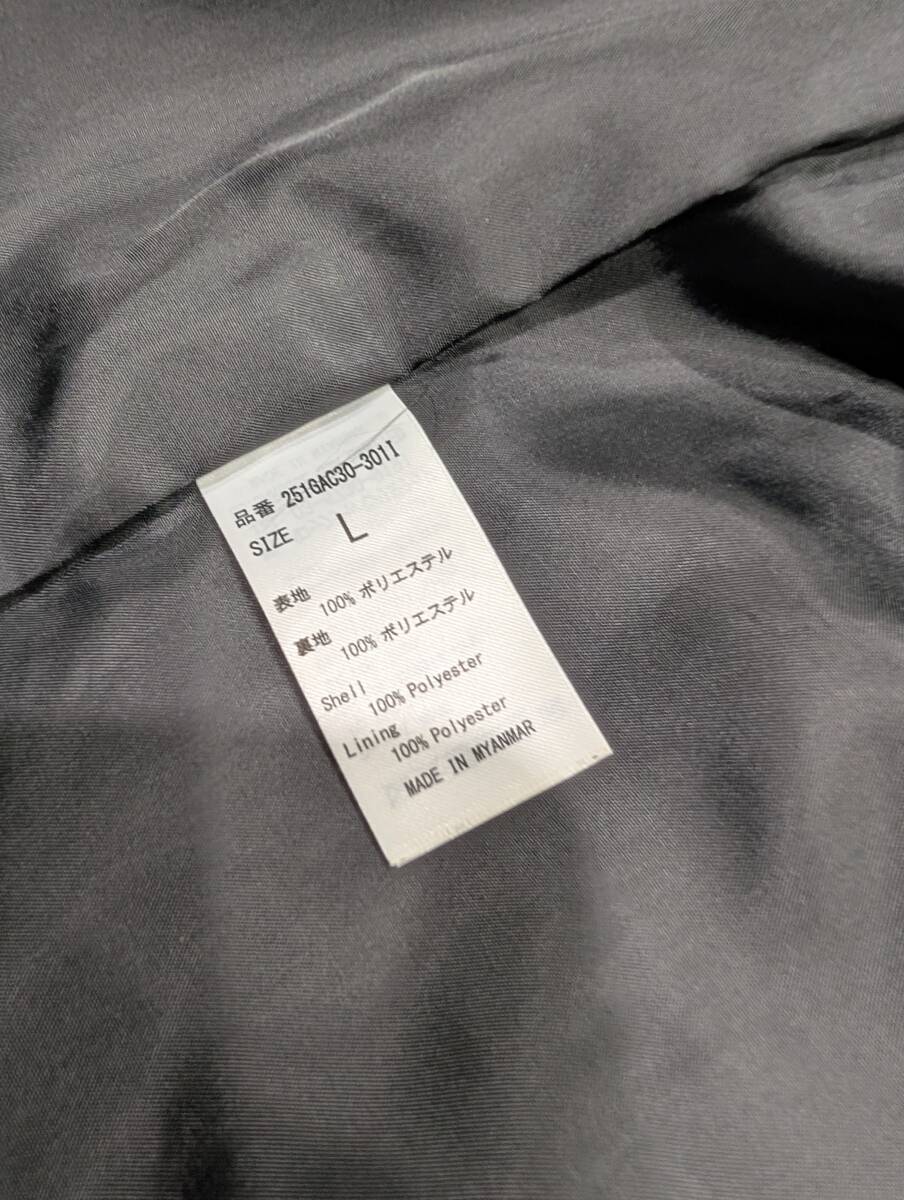 品番 251GAC30-301I
SIZE L
表地
100% ポリエステル
裏地
100% ポリエステル
Shell
100% Polyester
Lining
100% Polyester
MADE IN MYANMAR